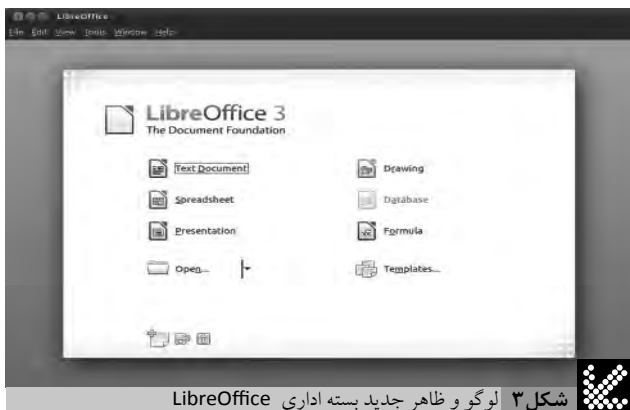 LibreOffice
File Edit View Tools Window Help
LibreOffice 3
The Document Foundation
Text Document
Drawing
Spreadsheet
Database
Presentation
Formula
Open...
Templates...
شکل۳ لوگو و ظاهر جدید بسته اداری LibreOffice